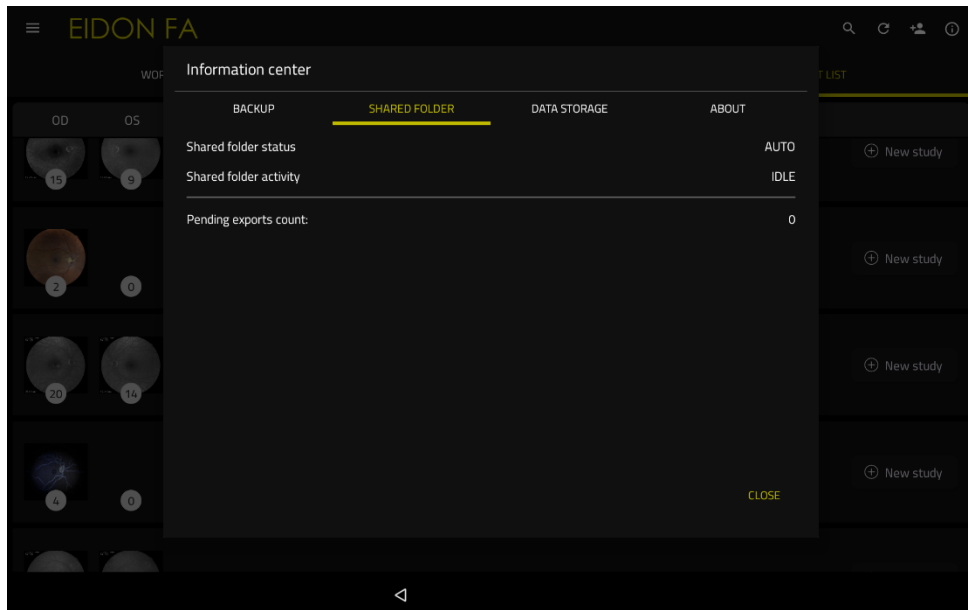 EIDON FA
Information center
WOR
T LIST
BACKUP SHARED FOLDER DATA STORAGE ABOUT
OD OS
Shared folder status AUTO
New study
Shared folder activity IDLE
15 9
Pending exports count: 0
New study
2 0
New study
20 14
New study
4 0
CLOSE